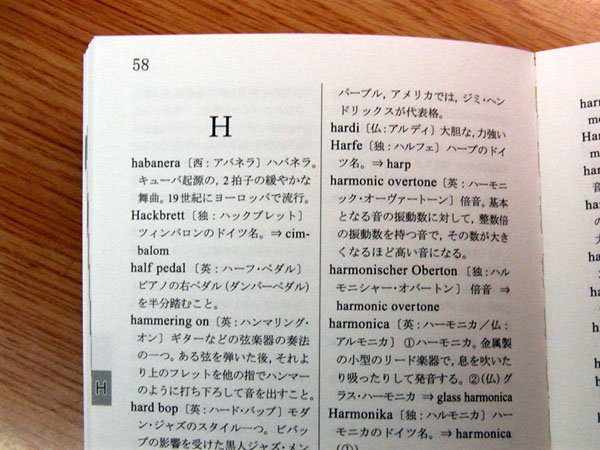 58
H
habanera［西：アバネラ］ハバネラ。
キューバ起源の，2拍子の緩やかな
舞曲。19世紀にヨーロッパで流行。
Hackbrett［独：ハックブレット］
ツィンバロンのドイツ名。⇒ cim-
balom
half pedal［英：ハーフ・ペダル］
ピアノの右ペダル (ダンパーペダル)
を半分踏むこと。
hammering on［英：ハンマリング・
オン］ギターなどの弦楽器の奏法
の一つ。ある弦を弾いた後，それよ
り上のフレットを他の指でハンマー
のように打ち下ろして音を出すこと。
hard bop［英：ハード・バップ］モダ
ン・ジャズのスタイル一つ。ビバッ
プの影響を受けた黒人ジャズ・メン
H
パープル，アメリカでは，ジミ・ヘン
ドリックスが代表格。
hardi［仏：アルディ］大胆な，力強い
Harfe［独：ハルフェ］ハープのドイ
ツ名。⇒ harp
harmonic overtone［英：ハーモニ
ック・オーヴァートーン］倍音。基本
となる音の振動数に対して，整数倍
の振動数を持つ音で，その数が大き
くなるほど高い音になる。
harmonischer Oberton［独：ハル
モニシャー・オバートン］倍音 ⇒
harmonic overtone
harmonica［英：ハーモニカ／仏：
アルモニカ］①ハーモニカ。金属製
の小型のリード楽器で，息を吹いた
り吸ったりして発音する。②(仏)グ
ラス・ハーモニカ ⇒ glass harmonica
Harmonika［独：ハルモニカ］ハー
モニカのドイツ名。⇒ harmonica
(①)